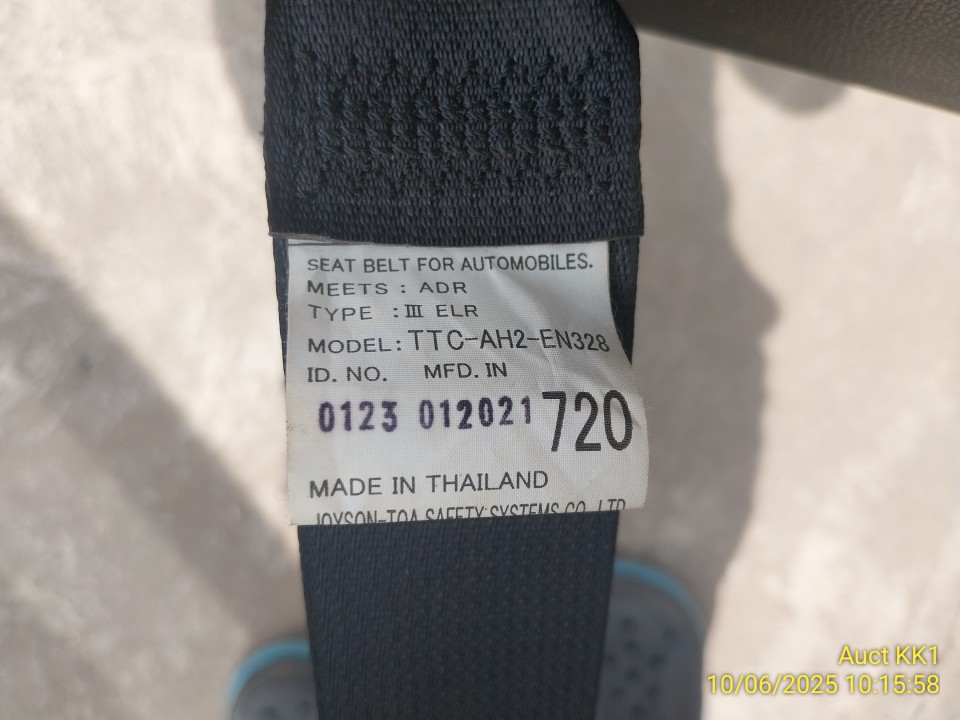 SEAT BELT FOR AUTOMOBILES.
MEETS : ADR
TYPE : III ELR
MODEL: TTC-AH2-EN328
ID. NO. MFD. IN
0123 012021 720
MADE IN THAILAND
JOYSON-TOA SAFETY SYSTEMS CO., LTD.
Auct KK1
10/06/2025 10:15:58